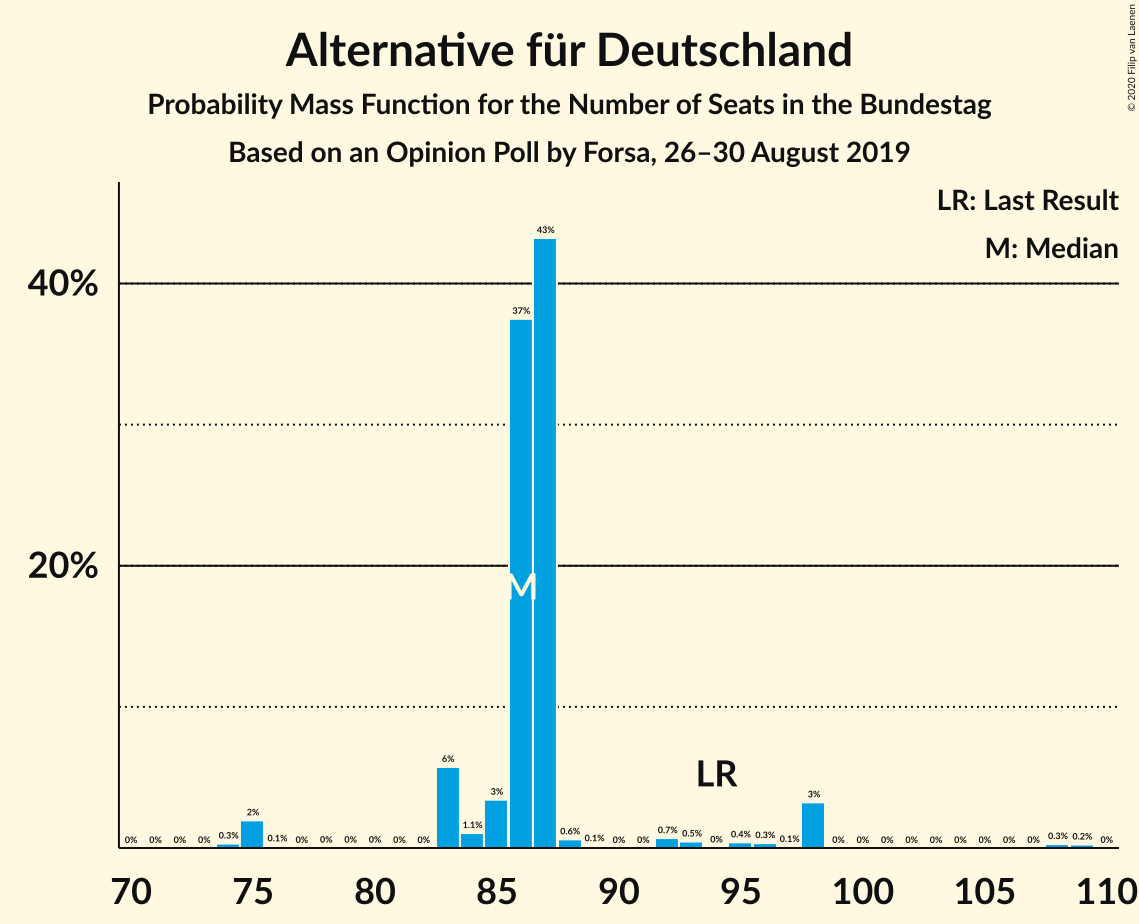 Alternative für Deutschland
Probability Mass Function for the Number of Seats in the Bundestag
Based on an Opinion Poll by Forsa, 26–30 August 2019
© 2020 Filip van Laenen
LR: Last Result
M: Median
40%
20%
43%
37%
M
LR
0% 0% 0% 0% 0.3% 2% 0.1% 0% 0% 0% 0% 0% 0% 6% 1.1% 3% 0.6% 0.1% 0% 0% 0.7% 0.5% 0% 0.4% 0.3% 0.1% 3% 0% 0% 0% 0% 0% 0% 0% 0% 0% 0.3% 0.2% 0%
70 75 80 85 90 95 100 105 110